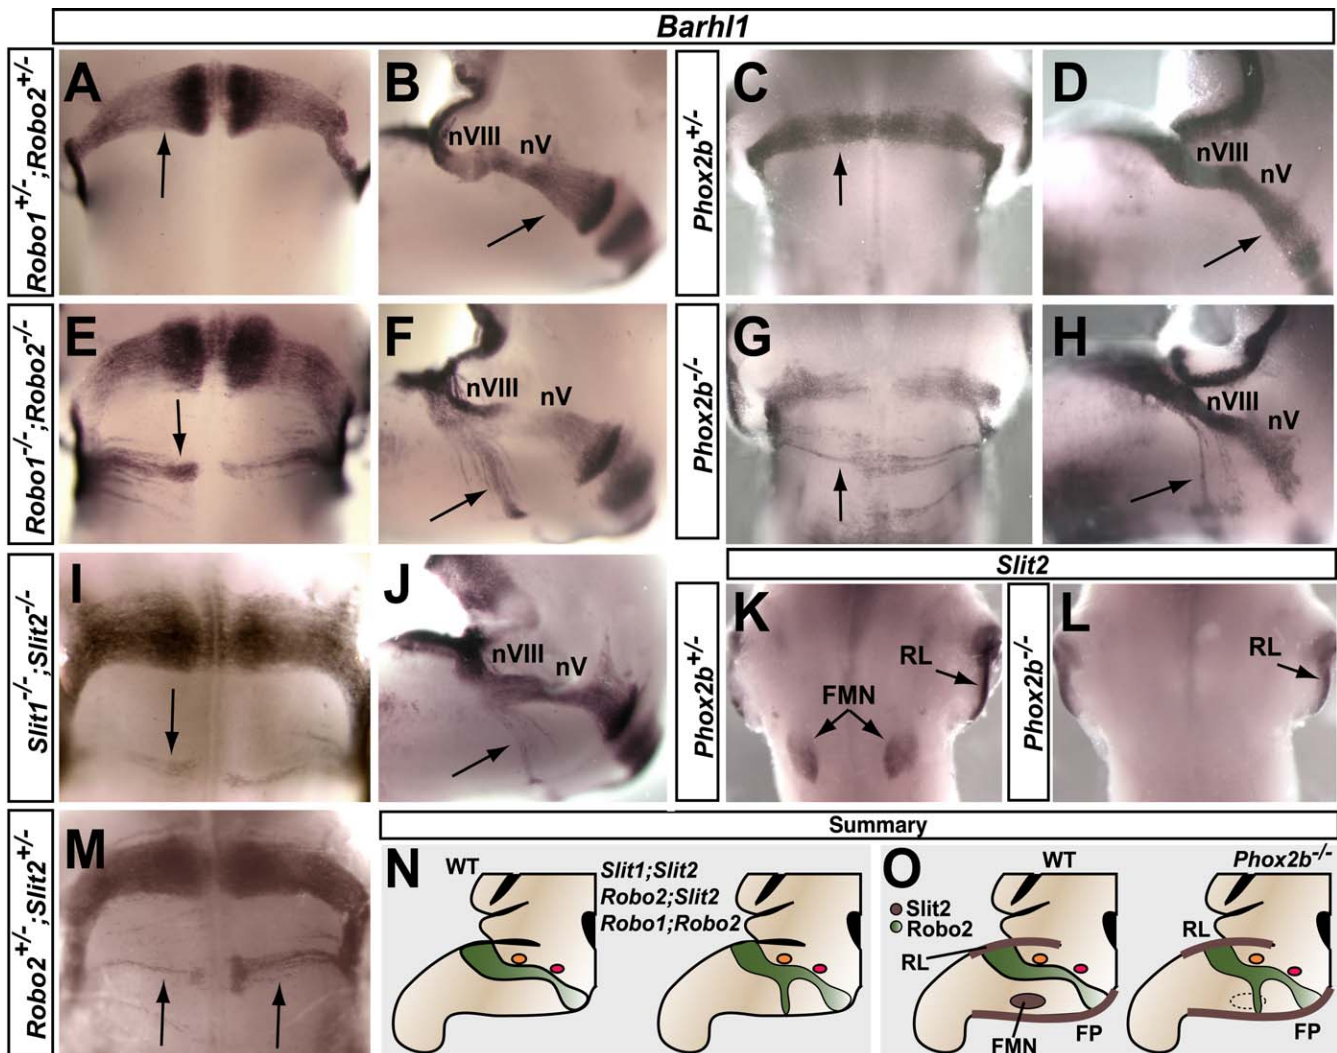 Barhl1
Robo1+/-;Robo2+/-
A
B
nVIII
nV
Phox2b+/-
C
D
nVIII
nV
Robo1-/-;Robo2-/-
E
F
nVIII
nV
Phox2b-/-
G
H
nVIII
nV
Slit1-/-;Slit2-/-
I
J
nVIII
nV
Slit2
Phox2b+/-
K
RL
FMN
Phox2b-/-
L
RL
Robo2+/-;Slit2+/-
M
Summary
N
WT
Slit1;Slit2
Robo2;Slit2
Robo1;Robo2
O
WT
Phox2b-/-
Slit2
Robo2
RL
FMN
FP
RL
FP